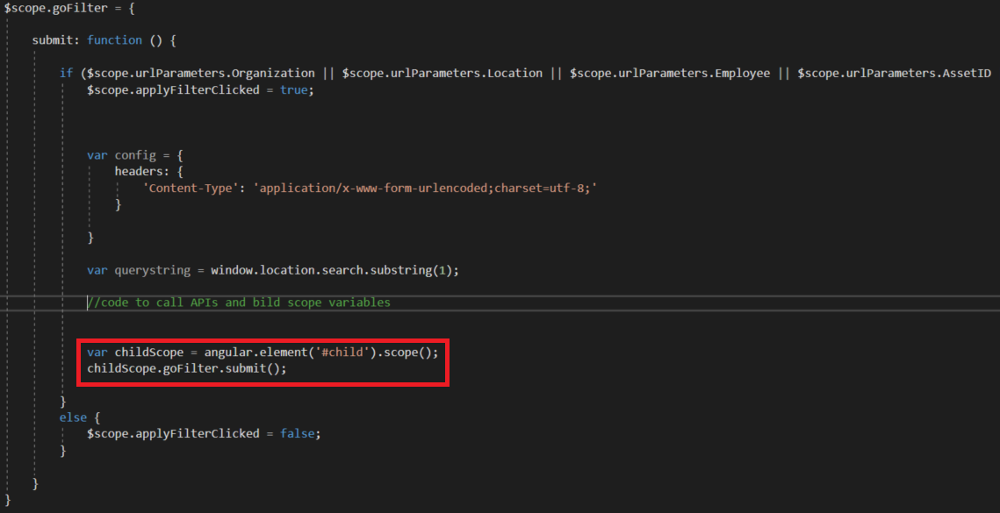 $scope.goFilter = {
submit: function () {
if ($scope.urlParameters.Organization || $scope.urlParameters.Location || $scope.urlParameters.Employee || $scope.urlParameters.AssetID
$scope.applyFilterClicked = true;
var config = {
headers: {
'Content-Type': 'application/x-www-form-urlencoded;charset=utf-8;'
}
}
var querystring = window.location.search.substring(1);
//code to call APIs and bild scope variables
var childScope = angular.element('#child').scope();
childScope.goFilter.submit();
}
else {
$scope.applyFilterClicked = false;
}
}
}